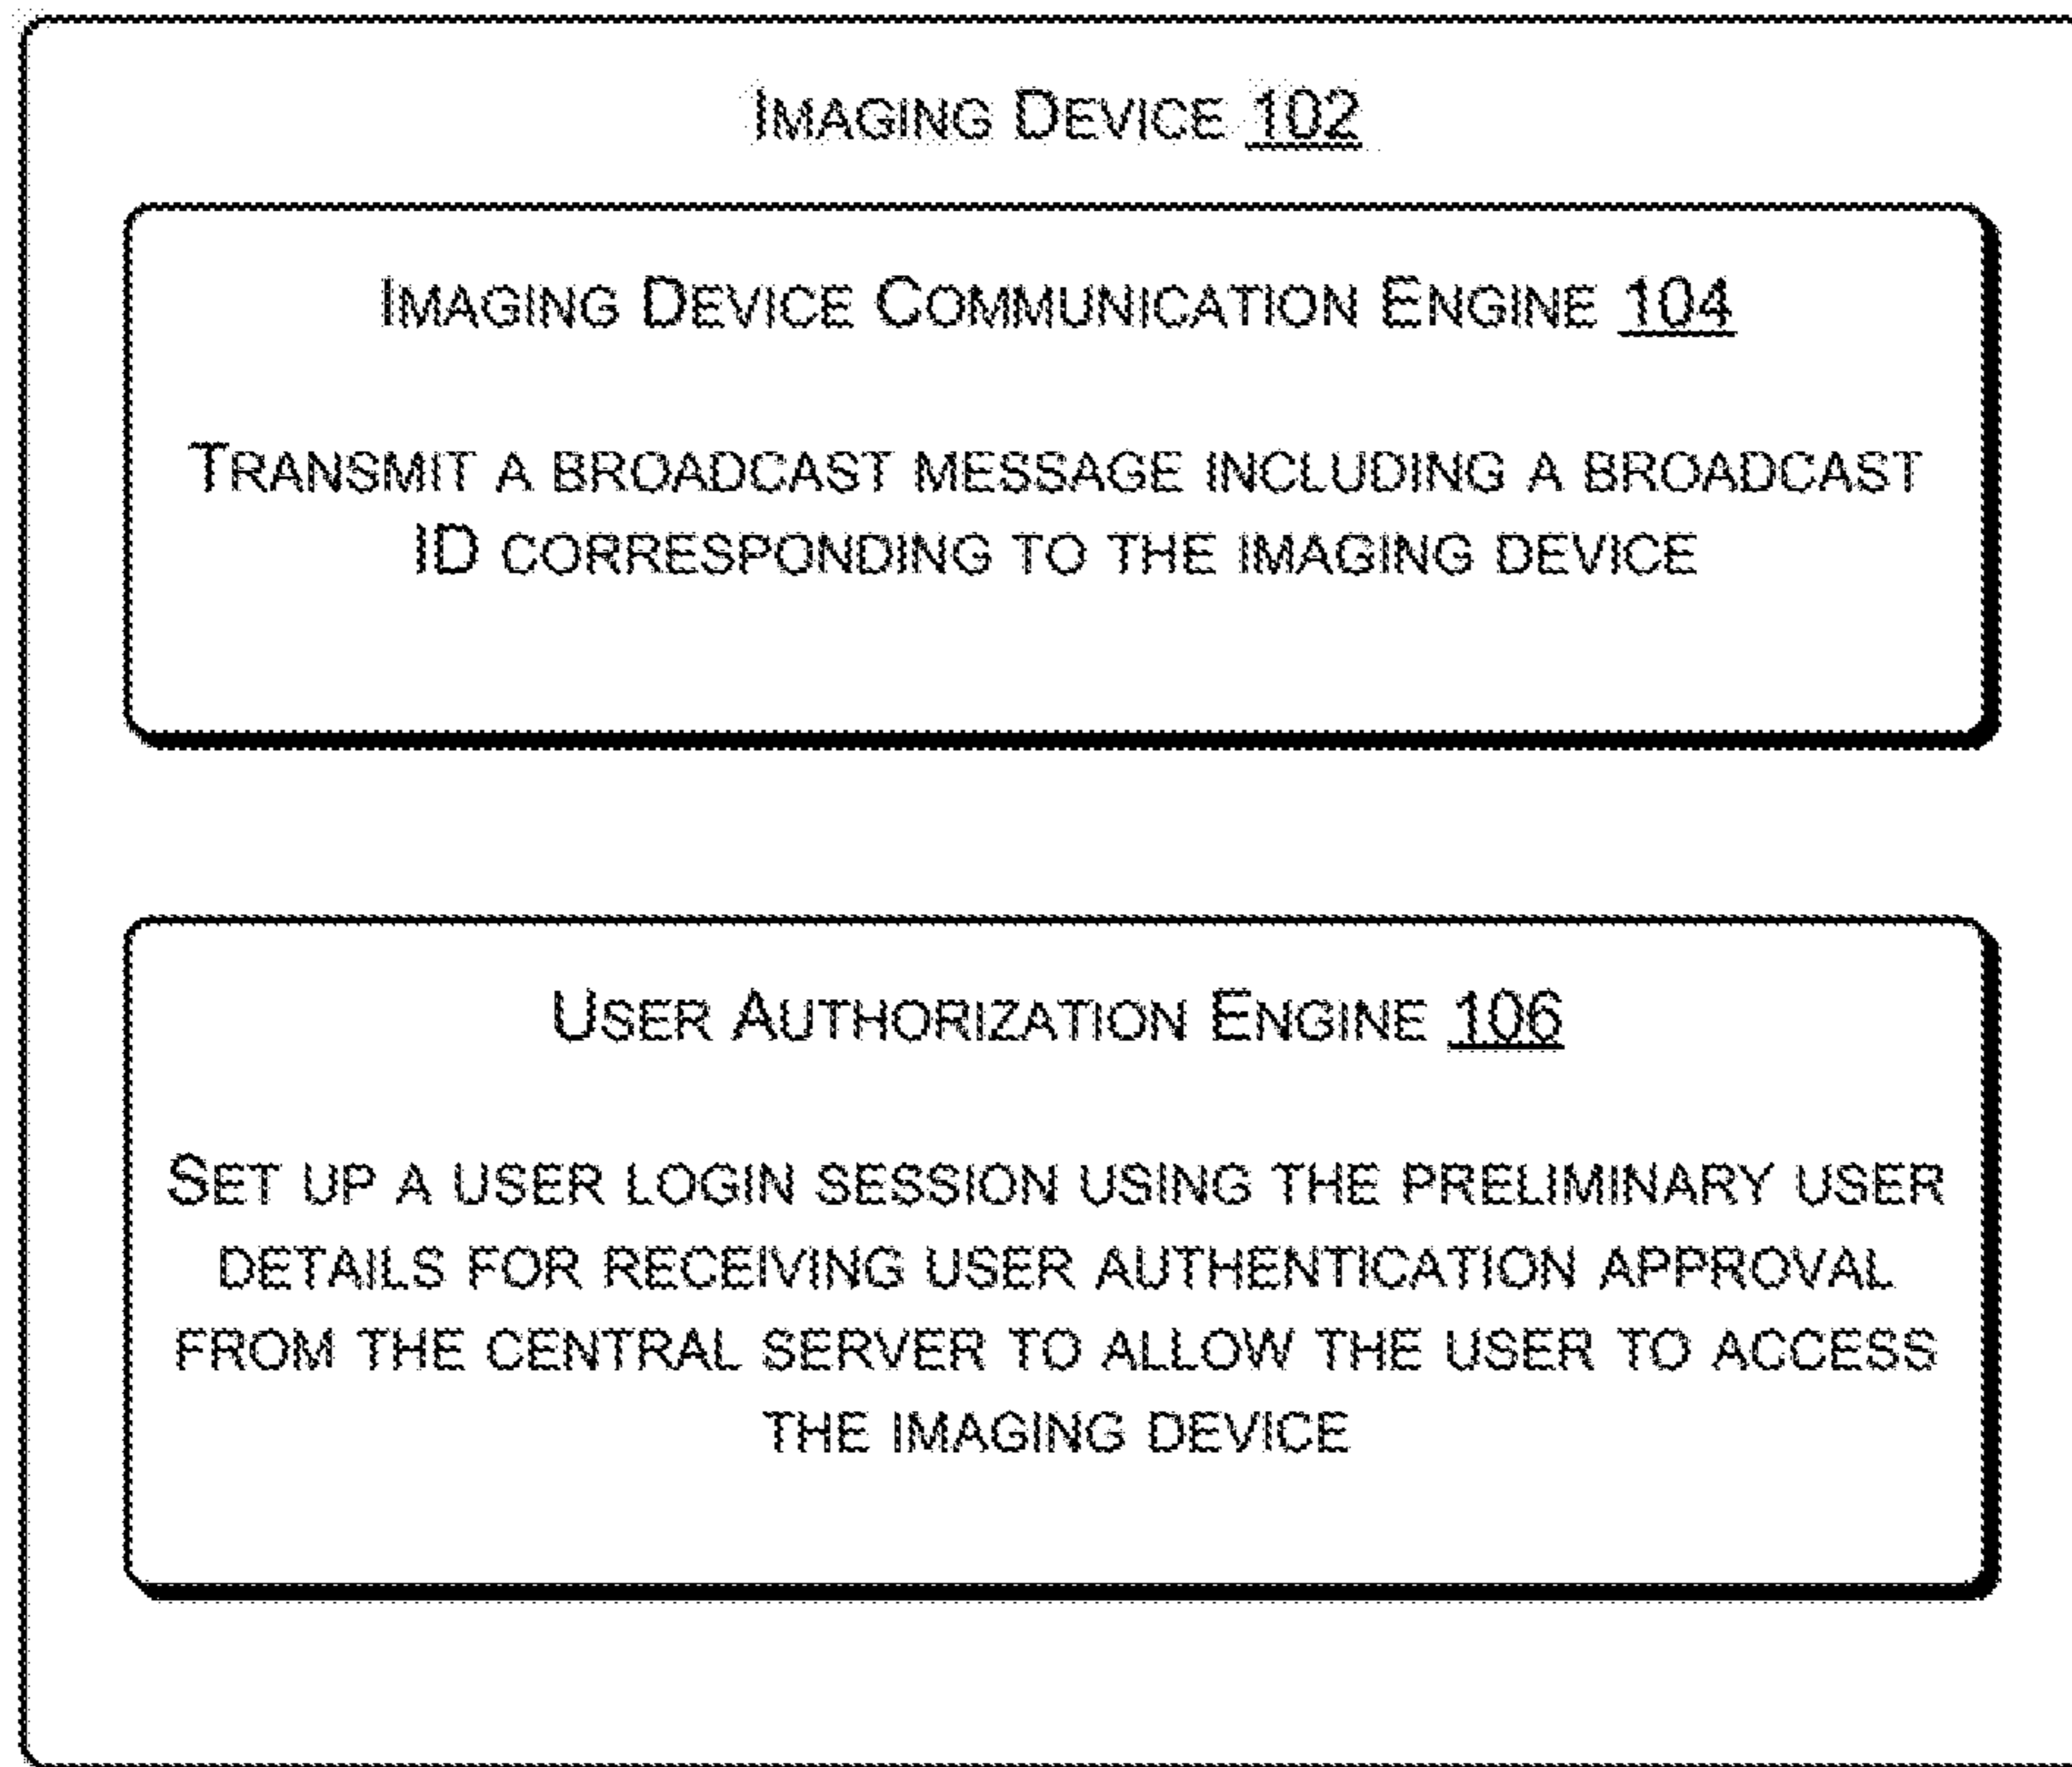 IMAGING DEVICE 102
IMAGING DEVICE COMMUNICATION ENGINE 104
TRANSMIT A BROADCAST MESSAGE INCLUDING A BROADCAST
ID CORRESPONDING TO THE IMAGING DEVICE
USER AUTHORIZATION ENGINE 106
SET UP A USER LOGIN SESSION USING THE PRELIMINARY USER
DETAILS FOR RECEIVING USER AUTHENTICATION APPROVAL
FROM THE CENTRAL SERVER TO ALLOW THE USER TO ACCESS
THE IMAGING DEVICE